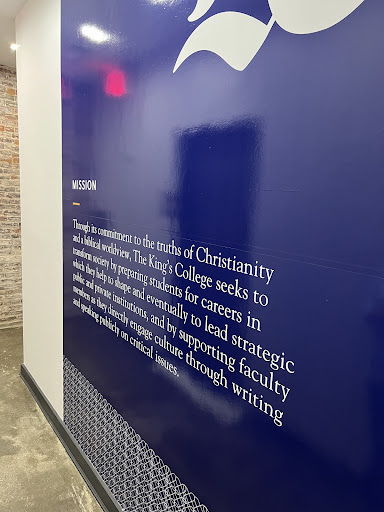 MISSION
Through its commitment to the truths of Christianity
and a biblical worldview, The King's College seeks to
transform society by preparing students for careers in
which they help to shape and eventually to lead strategic
public and private institutions, and by supporting faculty
members as they directly engage culture through writing
and speaking publicly on critical issues.